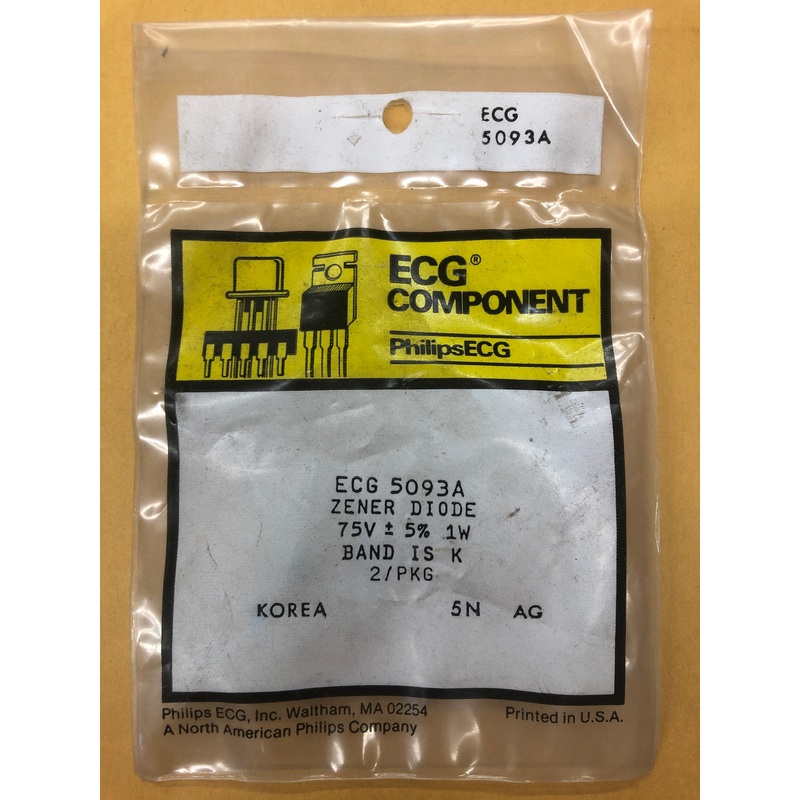 ECG
5093A
ECG®
COMPONENT
PhilipsECG
ECG 5093A
ZENER DIODE
75V ± 5% 1W
BAND IS K
2/PKG
KOREA 5N AG
Philips ECG, Inc. Waltham, MA 02254 Printed in U.S.A.
A North American Philips Company